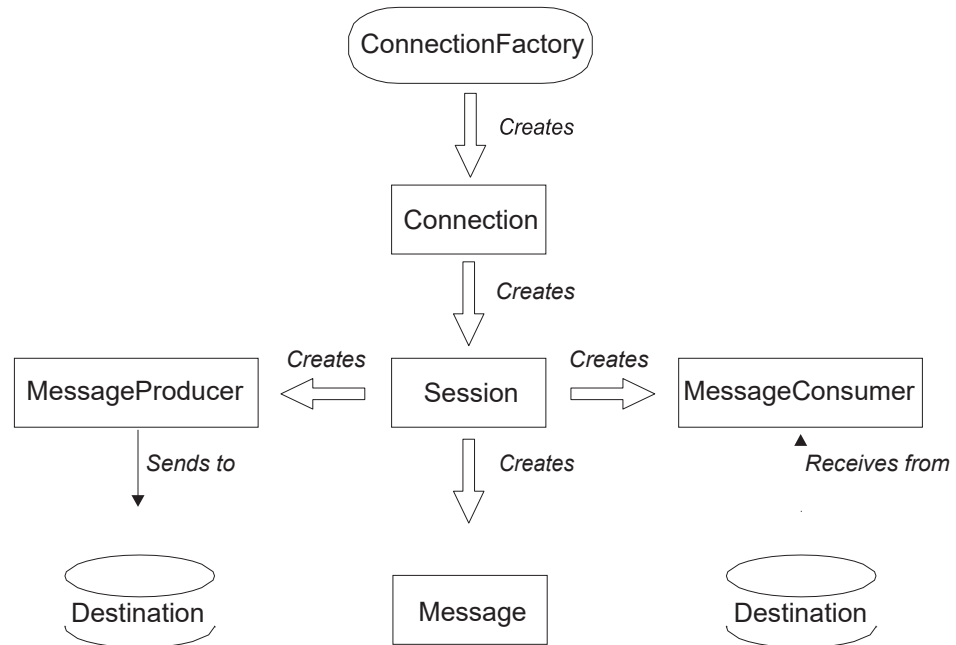 ConnectionFactory
Creates
Connection
Creates
Creates
Creates
MessageProducer
Session
MessageConsumer
Sends to
Creates
Receives from
Destination
Message
Destination